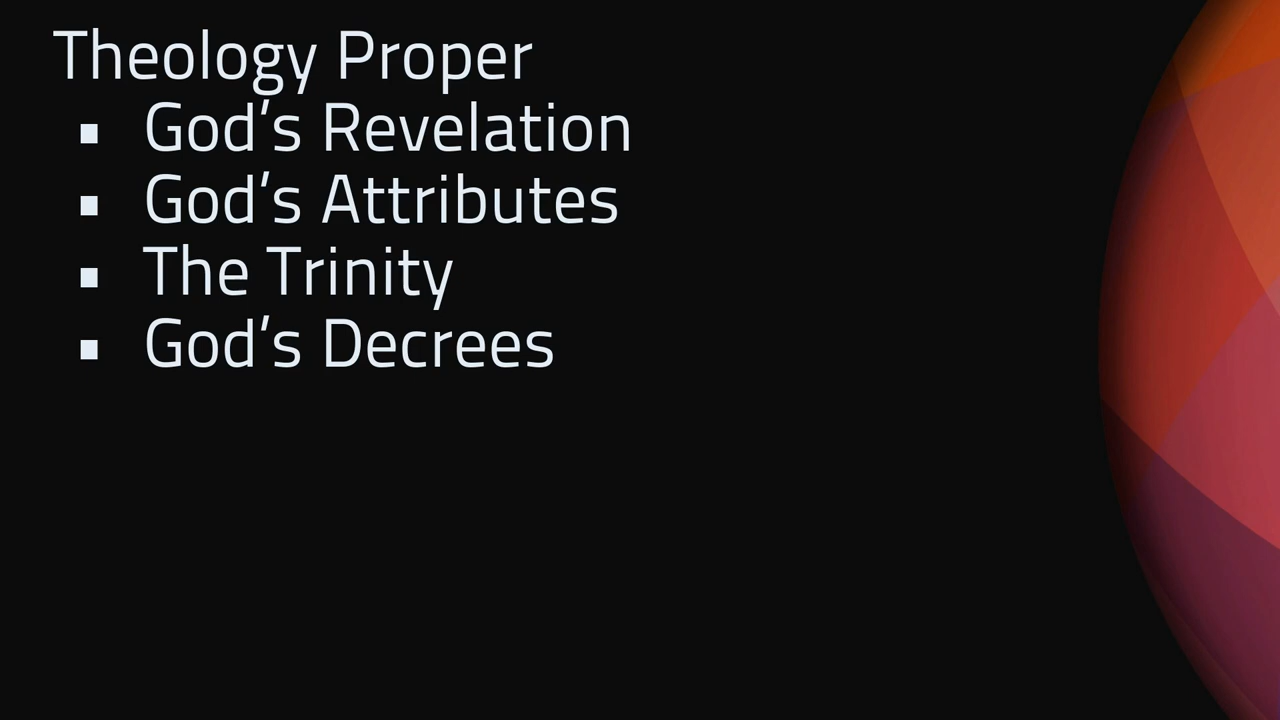 Theology Proper
▪ God's Revelation
▪ God's Attributes
▪ The Trinity
▪ God's Decrees